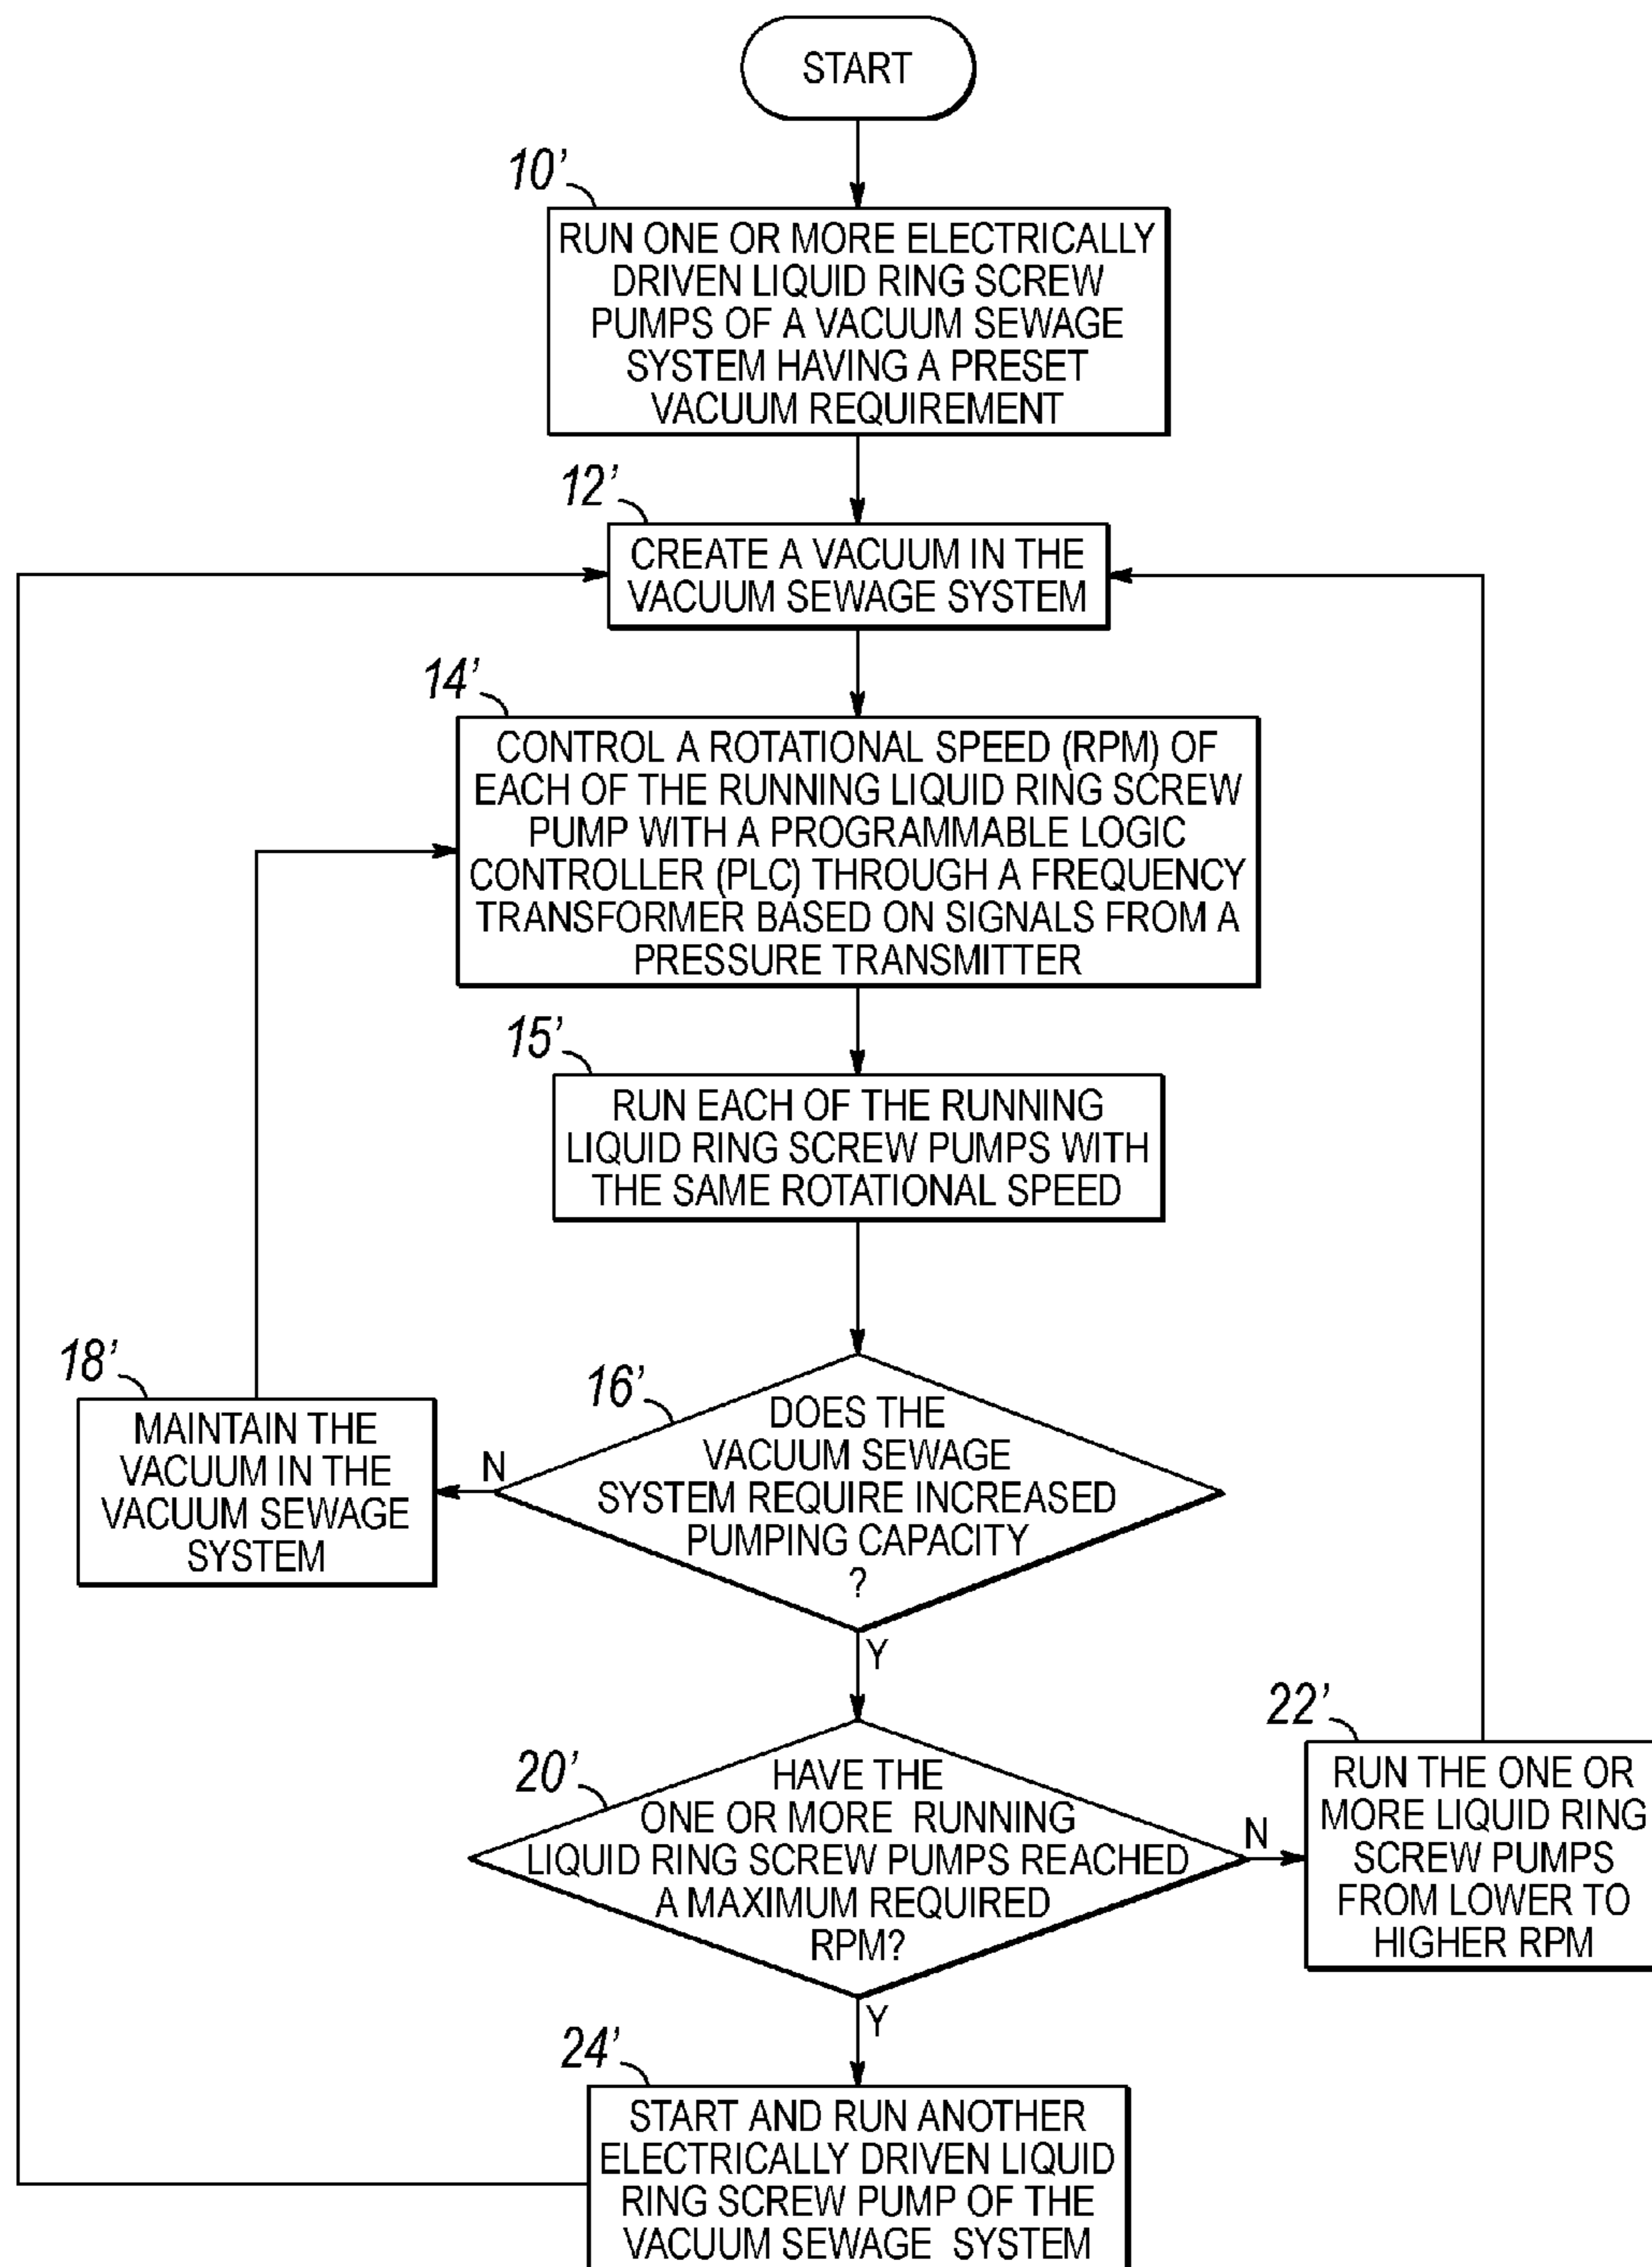 START
10'
RUN ONE OR MORE ELECTRICALLY
DRIVEN LIQUID RING SCREW
PUMPS OF A VACUUM SEWAGE
SYSTEM HAVING A PRESET
VACUUM REQUIREMENT
12'
CREATE A VACUUM IN THE
VACUUM SEWAGE SYSTEM
14'
CONTROL A ROTATIONAL SPEED (RPM) OF
EACH OF THE RUNNING LIQUID RING SCREW
PUMP WITH A PROGRAMMABLE LOGIC
CONTROLLER (PLC) THROUGH A FREQUENCY
TRANSFORMER BASED ON SIGNALS FROM A
PRESSURE TRANSMITTER
15'
RUN EACH OF THE RUNNING
LIQUID RING SCREW PUMPS WITH
THE SAME ROTATIONAL SPEED
16'
DOES THE
VACUUM SEWAGE
SYSTEM REQUIRE INCREASED
PUMPING CAPACITY
?
N
18'
MAINTAIN THE
VACUUM IN THE
VACUUM SEWAGE
SYSTEM
Y
20'
HAVE THE
ONE OR MORE RUNNING
LIQUID RING SCREW PUMPS REACHED
A MAXIMUM REQUIRED
RPM?
N
22'
RUN THE ONE OR
MORE LIQUID RING
SCREW PUMPS
FROM LOWER TO
HIGHER RPM
Y
24'
START AND RUN ANOTHER
ELECTRICALLY DRIVEN LIQUID
RING SCREW PUMP OF THE
VACUUM SEWAGE SYSTEM